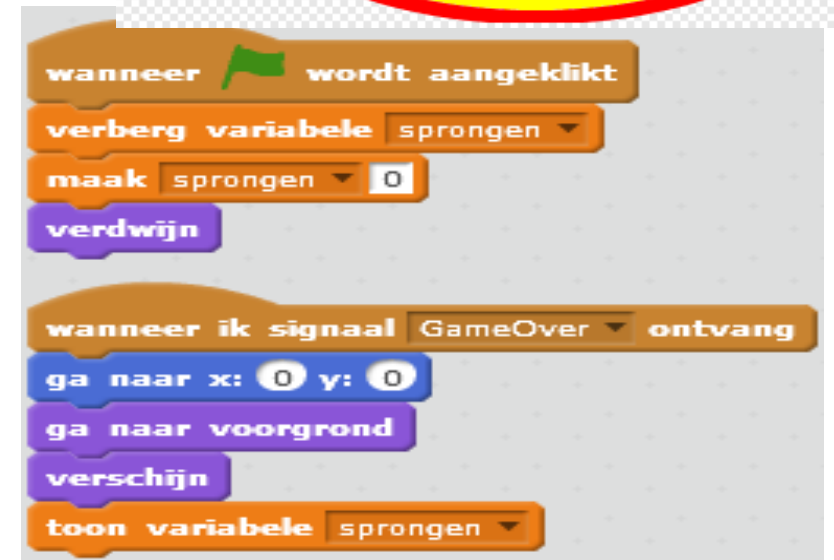 wanneer wordt aangeklikt
verberg variabele sprongen
maak sprongen 0
verdwijn
wanneer ik signaal GameOver ontvang
ga naar x: 0 y: 0
ga naar voorgrond
verschijn
toon variabele sprongen